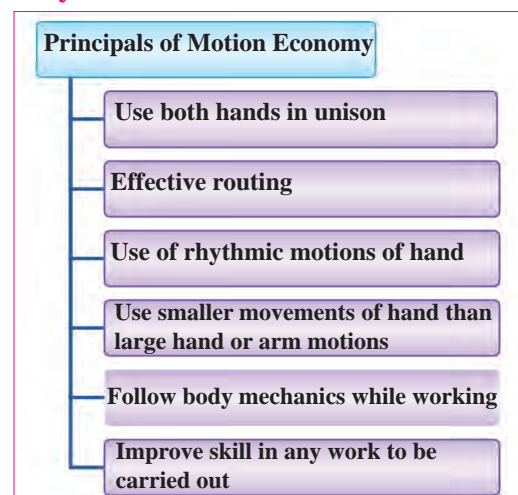 Principals of Motion Economy
Use both hands in unison
Effective routing
Use of rhythmic motions of hand
Use smaller movements of hand than
large hand or arm motions
Follow body mechanics while working
Improve skill in any work to be
carried out